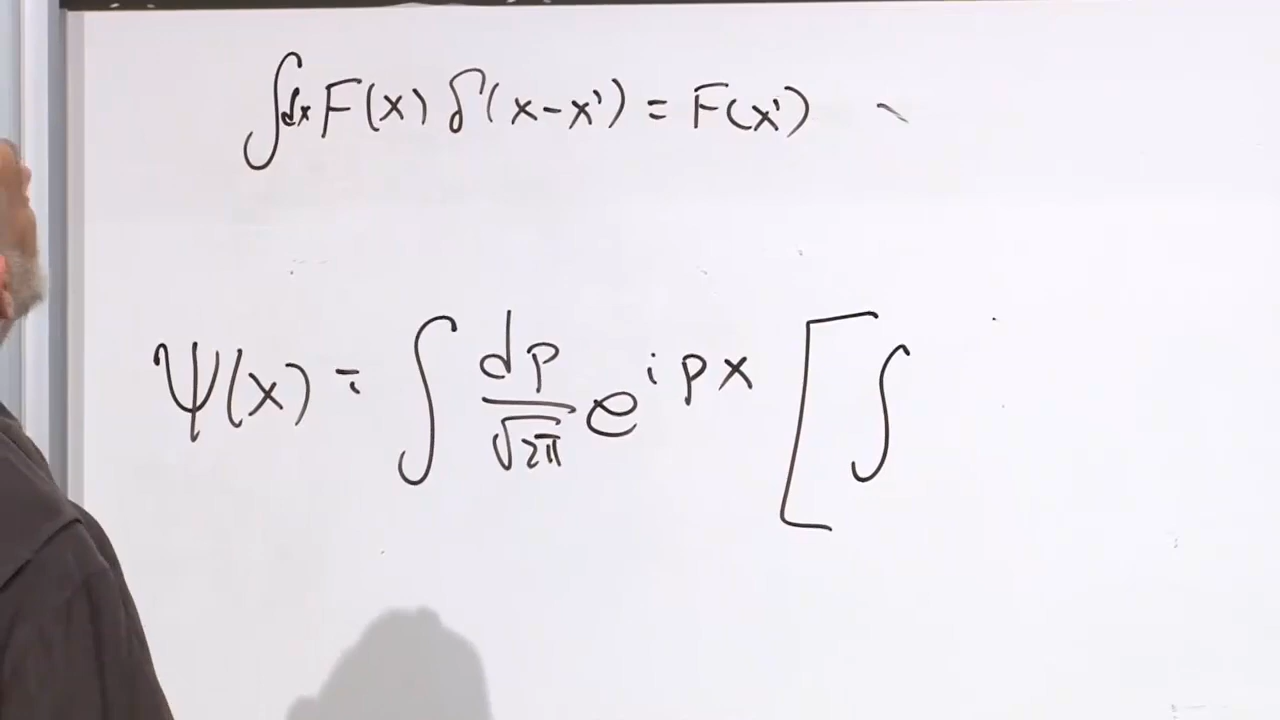 ∫dx F(x) δ(x-x') = F(x')
Ψ(x) = ∫ dp/√2π e^{ipx} [ ∫